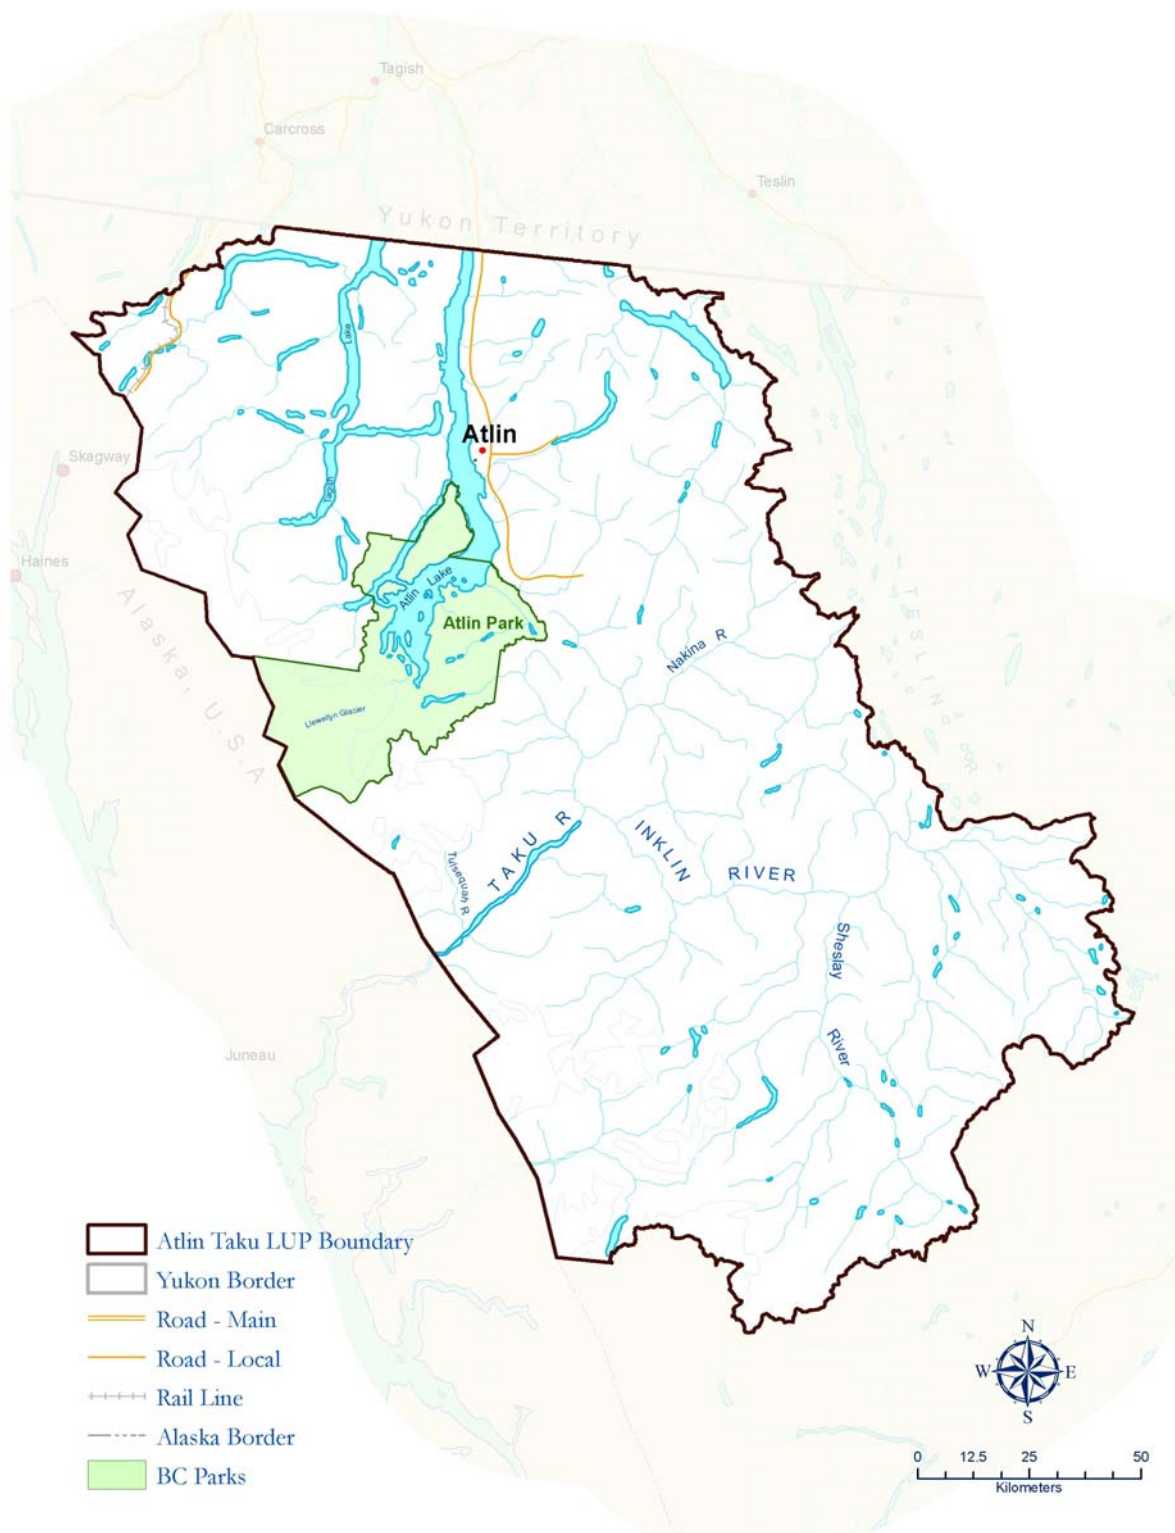 Tagish
Carcross
Teslin
Yukon Territory
Lake
Atlin
Skagway
Tagish
Haines
Atlin Lake
Atlin Park
TESLIN R
Alaska, U.S.A
Nakina R
Llewellyn Glacier
TAKU R
INKLIN
RIVER
Tulsequah R
Sheslay
River
Juneau
Atlin Taku LUP Boundary
Yukon Border
Road - Main
Road - Local
Rail Line
Alaska Border
BC Parks
N
W E
S
0 12.5 25 50
Kilometers